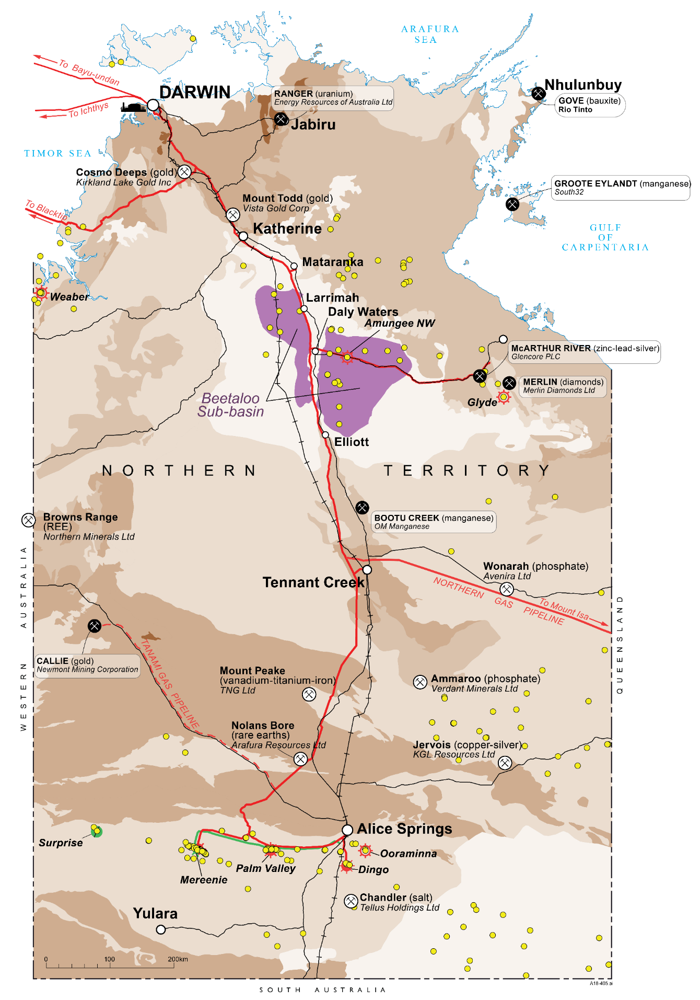 ARAFURA
SEA
To Bayu-undan
DARWIN
To Ichthys
RANGER (uranium)
Energy Resources of Australia Ltd
Jabiru
Nhulunbuy
GOVE (bauxite)
Rio Tinto
TIMOR SEA
Cosmo Deeps (gold)
Kirkland Lake Gold Inc
GROOTE EYLANDT (manganese)
South32
To Blacktip
Mount Todd (gold)
Vista Gold Corp
Katherine
GULF
OF
CARPENTARIA
Mataranka
Weaber
Larrimah
Daly Waters
Amungee NW
McARTHUR RIVER (zinc-lead-silver)
Glencore PLC
MERLIN (diamonds)
Merlin Diamonds Ltd
Glyde
Beetaloo
Sub-basin
Elliott
NORTHERN TERRITORY
Browns Range
(REE)
Northern Minerals Ltd
BOOTU CREEK (manganese)
OM Manganese
Wonarah (phosphate)
Avenira Ltd
Tennant Creek
NORTHERN GAS PIPELINE
To Mount Isa
WESTERN AUSTRALIA
QUEENSLAND
CALLIE (gold)
Newmont Mining Corporation
TANAMI GAS PIPELINE
Mount Peake
(vanadium-titanium-iron)
TNG Ltd
Ammaroo (phosphate)
Verdant Minerals Ltd
Nolans Bore
(rare earths)
Arafura Resources Ltd
Jervois (copper-silver)
KGL Resources Ltd
Alice Springs
Surprise
Mereenie
Palm Valley
Ooraminna
Dingo
Chandler (salt)
Tellus Holdings Ltd
Yulara
0 100 200km
A18-405.ai
SOUTH AUSTRALIA